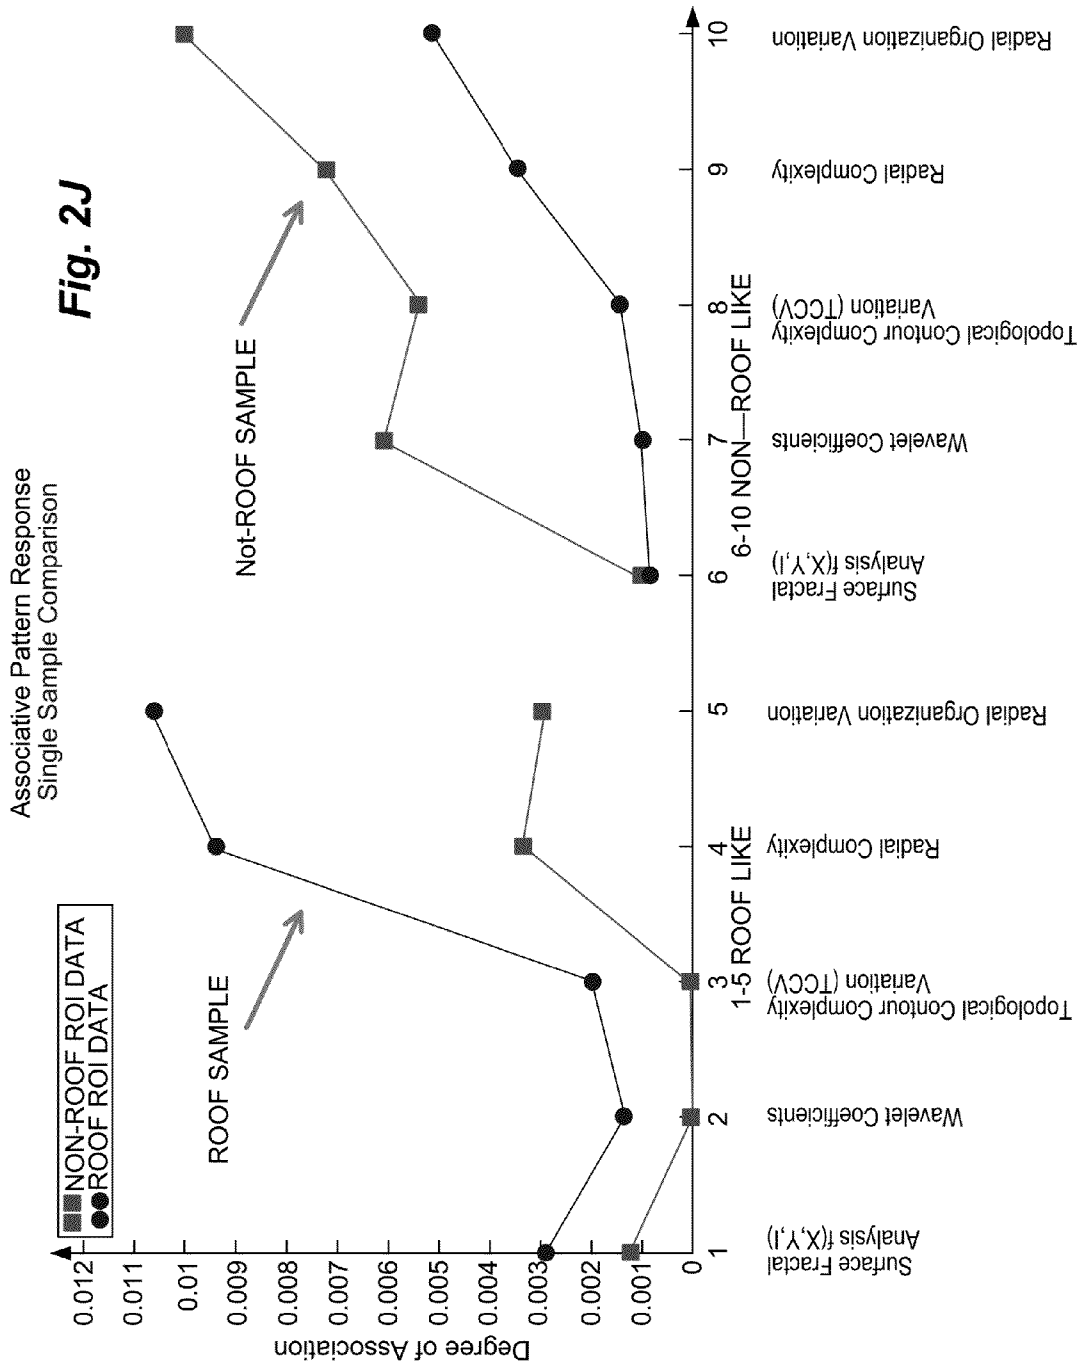 Fig. 2J
Associative Pattern Response
Single Sample Comparison
NON-ROOF ROI DATA
ROOF ROI DATA
ROOF SAMPLE
Not-ROOF SAMPLE
Degree of Association
0.012
0.011
0.01
0.009
0.008
0.007
0.006
0.005
0.004
0.003
0.002
0.001
0
1
2
3
4
5
6
7
8
9
10
1-5 ROOF LIKE
6-10 NON—ROOF LIKE
Surface Fractal
Analysis f(X,Y,I)
Wavelet Coefficients
Topological Contour Complexity
Variation (TCCV)
Radial Complexity
Radial Organization Variation
Surface Fractal
Analysis f(X,Y,I)
Wavelet Coefficients
Topological Contour Complexity
Variation (TCCV)
Radial Complexity
Radial Organization Variation